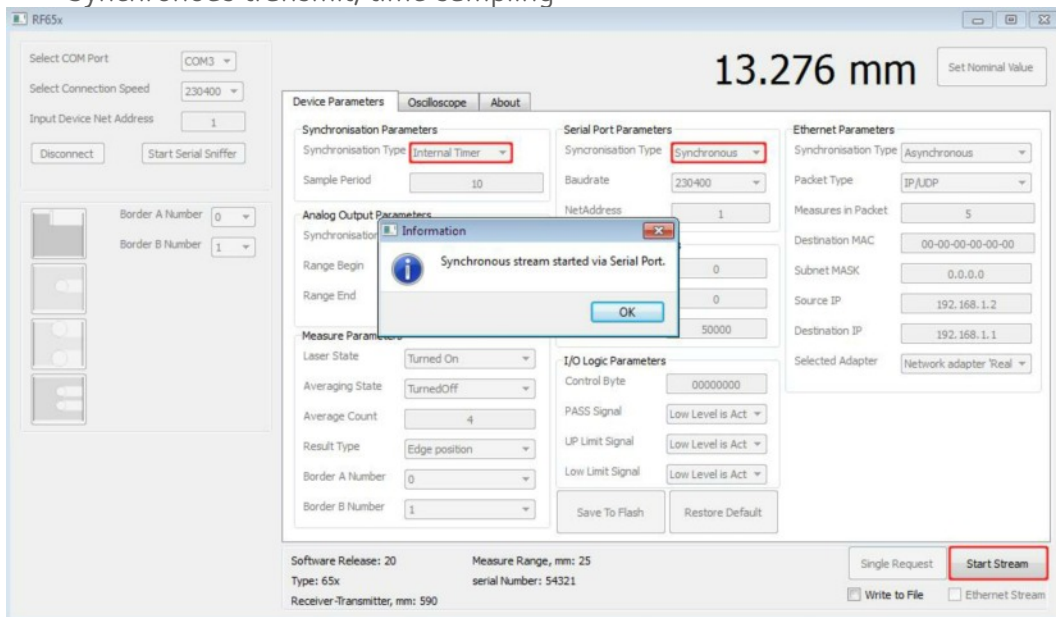 Synchronous transmit, time sampling
RF65x
Select COM Port
COM3
Select Connection Speed
230400
Input Device Net Address
1
Disconnect
Start Serial Sniffer
Border A Number
0
Border B Number
1
13.276 mm
Set Nominal Value
Device Parameters
Oscilloscope
About
Synchronisation Parameters
Synchronisation Type
Internal Timer
Sample Period
10
Analog Output Parameters
Synchronisation
Range Begin
Range End
Measure Parameters
Laser State
Turned On
Averaging State
TurnedOff
Average Count
4
Result Type
Edge position
Border A Number
0
Border B Number
1
Serial Port Parameters
Syncronisation Type
Synchronous
Baudrate
230400
NetAddress
1
0
0
50000
I/O Logic Parameters
Control Byte
00000000
PASS Signal
Low Level is Act
UP Limit Signal
Low Level is Act
Low Limit Signal
Low Level is Act
Save To Flash
Restore Default
Ethernet Parameters
Synchronisation Type
Asynchronous
Packet Type
IP/UDP
Measures in Packet
5
Destination MAC
00-00-00-00-00-00
Subnet MASK
0.0.0.0
Source IP
192.168.1.2
Destination IP
192.168.1.1
Selected Adapter
Network adapter 'Real
Information
Synchronous stream started via Serial Port.
OK
Software Release: 20
Measure Range, mm: 25
Type: 65x
serial Number: 54321
Receiver-Transmitter, mm: 590
Single Request
Start Stream
Write to File
Ethernet Stream